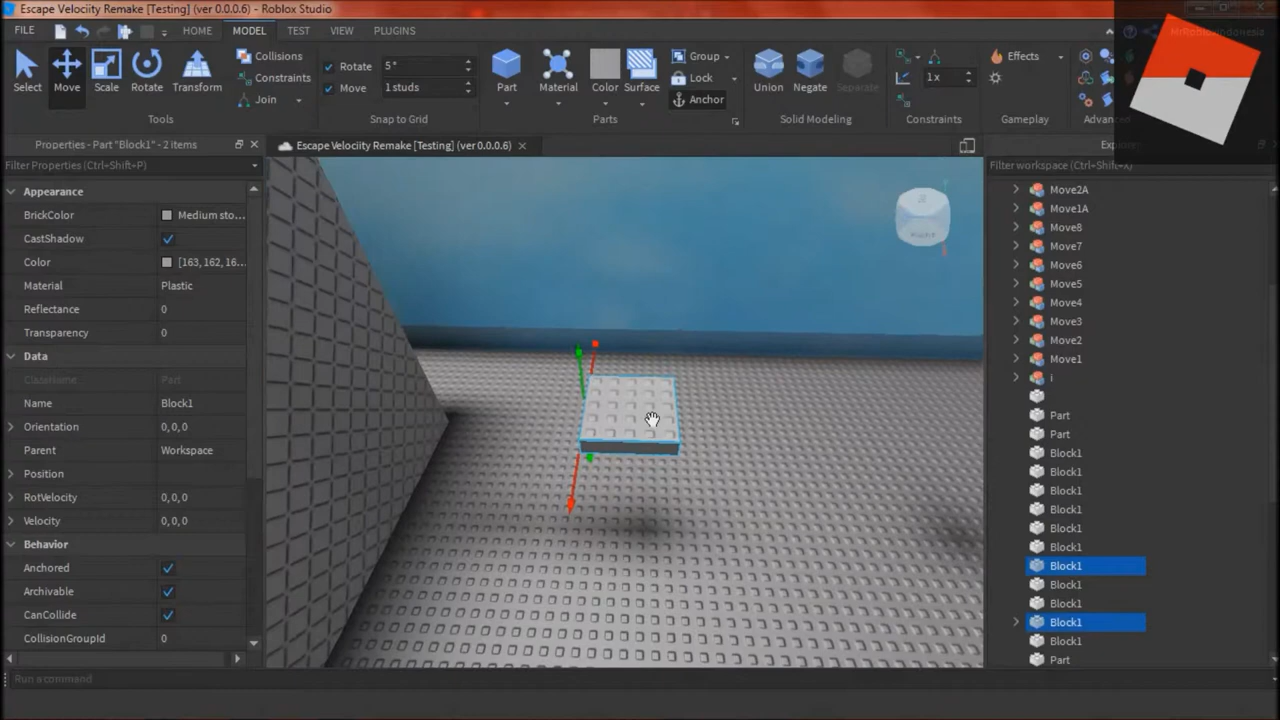 Escape Velociity Remake [Testing] (ver 0.0.0.6) - Roblox Studio
FILE HOME MODEL TEST VIEW PLUGINS
MrRobloxIndonesia
Select Move Scale Rotate Transform
Collisions
Constraints
Join
Tools
Rotate 5°
Move 1 studs
Snap to Grid
Part Material Color Surface
Group
Lock
Anchor
Parts
Union Negate Separate
Solid Modeling
1x
Constraints
Effects
Gameplay
Advanc
Properties - Part "Block1" - 2 items
Filter Properties (Ctrl+Shift+P)
Appearance
BrickColor Medium sto...
CastShadow
Color [163, 162, 16...
Material Plastic
Reflectance 0
Transparency 0
Data
ClassName Part
Name Block1
Orientation 0,0,0
Parent Workspace
Position
RotVelocity 0,0,0
Velocity 0,0,0
Behavior
Anchored
Archivable
CanCollide
CollisionGroupId 0
Escape Velociity Remake [Testing] (ver 0.0.0.6)
Explorer
Filter workspace (Ctrl+Shift+X)
Move2A
Move1A
Move8
Move7
Move6
Move5
Move4
Move3
Move2
Move1
i
Part
Part
Block1
Block1
Block1
Block1
Block1
Block1
Block1
Block1
Block1
Block1
Block1
Part
Run a command